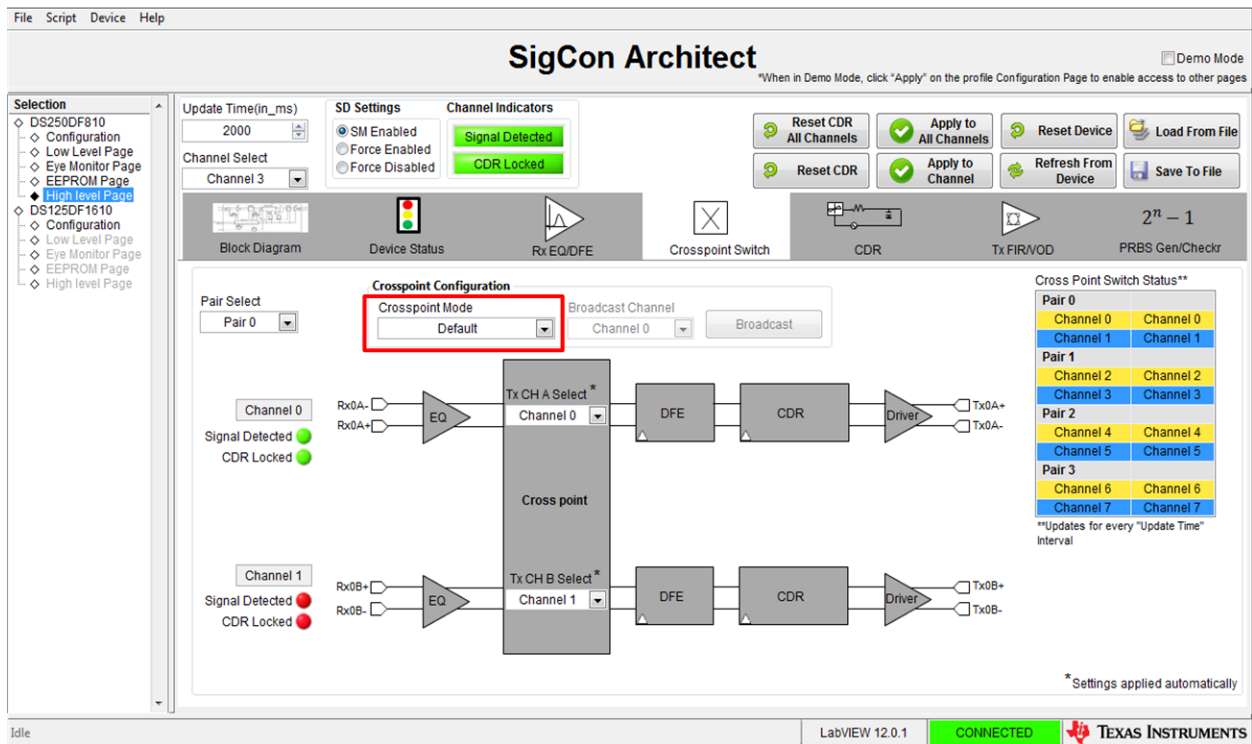 File Script Device Help
SigCon Architect
Demo Mode
*When in Demo Mode, click "Apply" on the profile Configuration Page to enable access to other pages
Selection
DS250DF810
Configuration
Low Level Page
Eye Monitor Page
EEPROM Page
High level Page
DS125DF1610
Configuration
Low Level Page
Eye Monitor Page
EEPROM Page
High level Page
Update Time(in_ms)
2000
Channel Select
Channel 3
SD Settings
SM Enabled
Force Enabled
Force Disabled
Channel Indicators
Signal Detected
CDR Locked
Reset CDR
All Channels
Apply to
All Channels
Reset Device
Load From File
Reset CDR
Apply to
Channel
Refresh From
Device
Save To File
Block Diagram
Device Status
Rx EQ/DFE
Crosspoint Switch
CDR
Tx FIR/VOD
2ⁿ − 1
PRBS Gen/Checkr
Pair Select
Pair 0
Crosspoint Configuration
Crosspoint Mode
Default
Broadcast Channel
Channel 0
Broadcast
Cross Point Switch Status**
Pair 0
Channel 0 Channel 0
Channel 1 Channel 1
Pair 1
Channel 2 Channel 2
Channel 3 Channel 3
Pair 2
Channel 4 Channel 4
Channel 5 Channel 5
Pair 3
Channel 6 Channel 6
Channel 7 Channel 7
**Updates for every "Update Time"
Interval
Channel 0
Signal Detected
CDR Locked
Rx0A-
Rx0A+
EQ
Tx CH A Select *
Channel 0
DFE
CDR
Driver
Tx0A+
Tx0A-
Cross point
Channel 1
Signal Detected
CDR Locked
Rx0B+
Rx0B-
EQ
Tx CH B Select *
Channel 1
DFE
CDR
Driver
Tx0B+
Tx0B-
*Settings applied automatically
Idle
LabVIEW 12.0.1
CONNECTED
TEXAS INSTRUMENTS